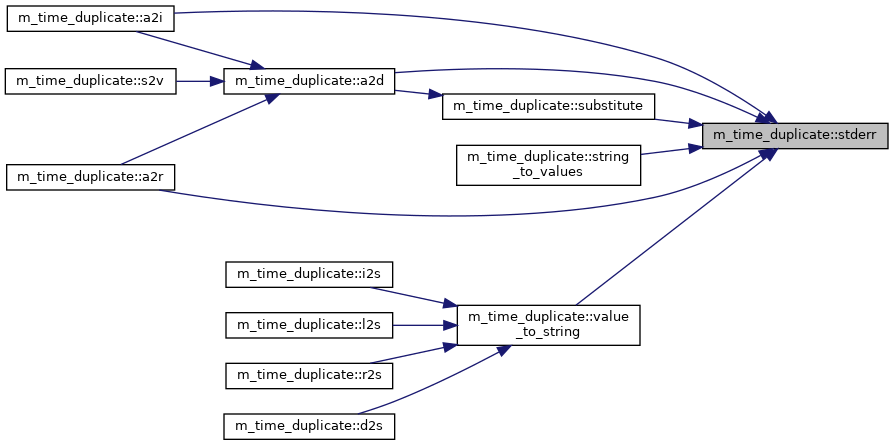 m_time_duplicate::a2i
m_time_duplicate::s2v
m_time_duplicate::a2d
m_time_duplicate::substitute
m_time_duplicate::stderr
m_time_duplicate::string
_to_values
m_time_duplicate::a2r
m_time_duplicate::i2s
m_time_duplicate::value
_to_string
m_time_duplicate::l2s
m_time_duplicate::r2s
m_time_duplicate::d2s